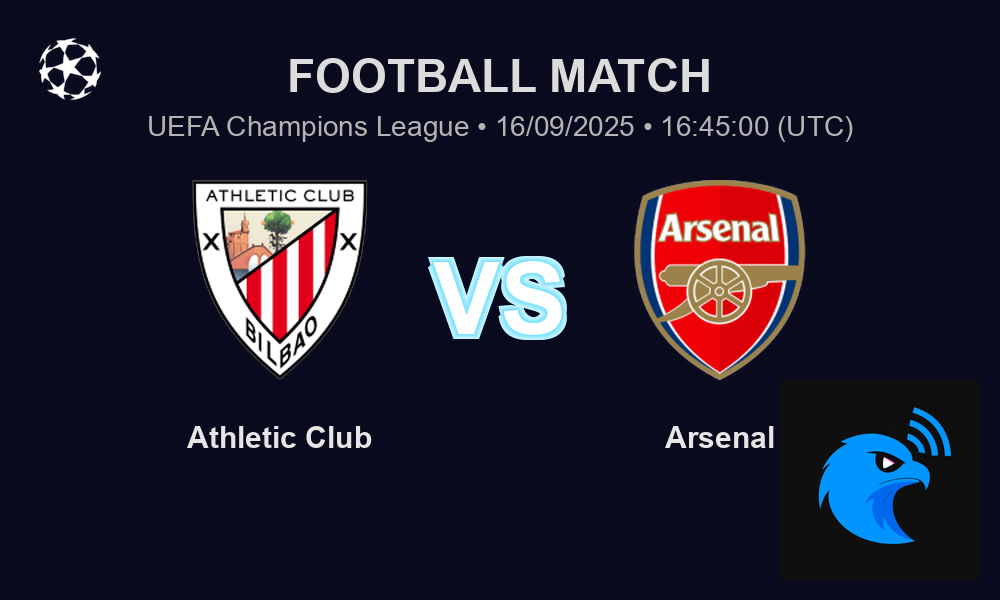 FOOTBALL MATCH
UEFA Champions League • 16/09/2025 • 16:45:00 (UTC)
ATHLETIC CLUB
X X
BILBAO
VS
Arsenal
Athletic Club
Arsenal